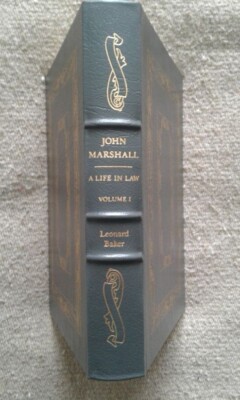 JOHN
MARSHALL
A LIFE IN LAW
VOLUME I
Leonard
Baker